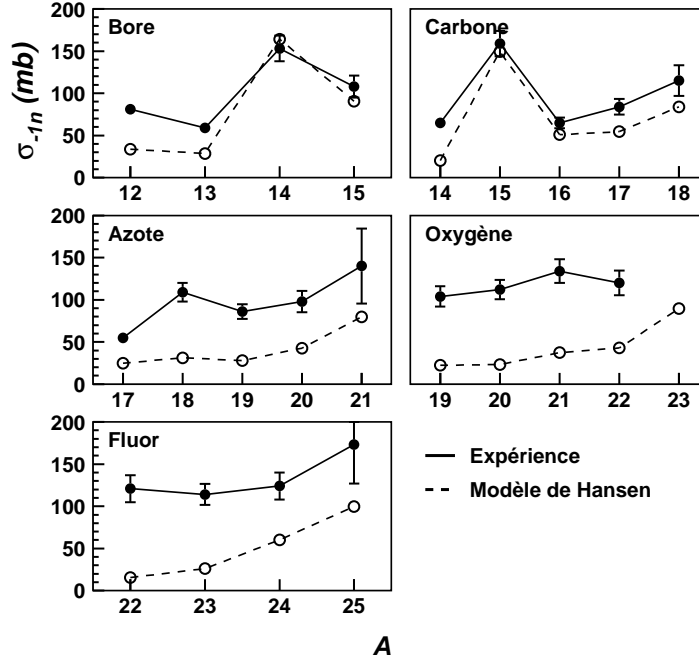 σ-1n (mb)
Bore
200
150
100
50
0
12 13 14 15
Carbone
14 15 16 17 18
Azote
200
150
100
50
0
17 18 19 20 21
Oxygène
19 20 21 22 23
Fluor
200
150
100
50
0
22 23 24 25
Expérience
Modèle de Hansen
A